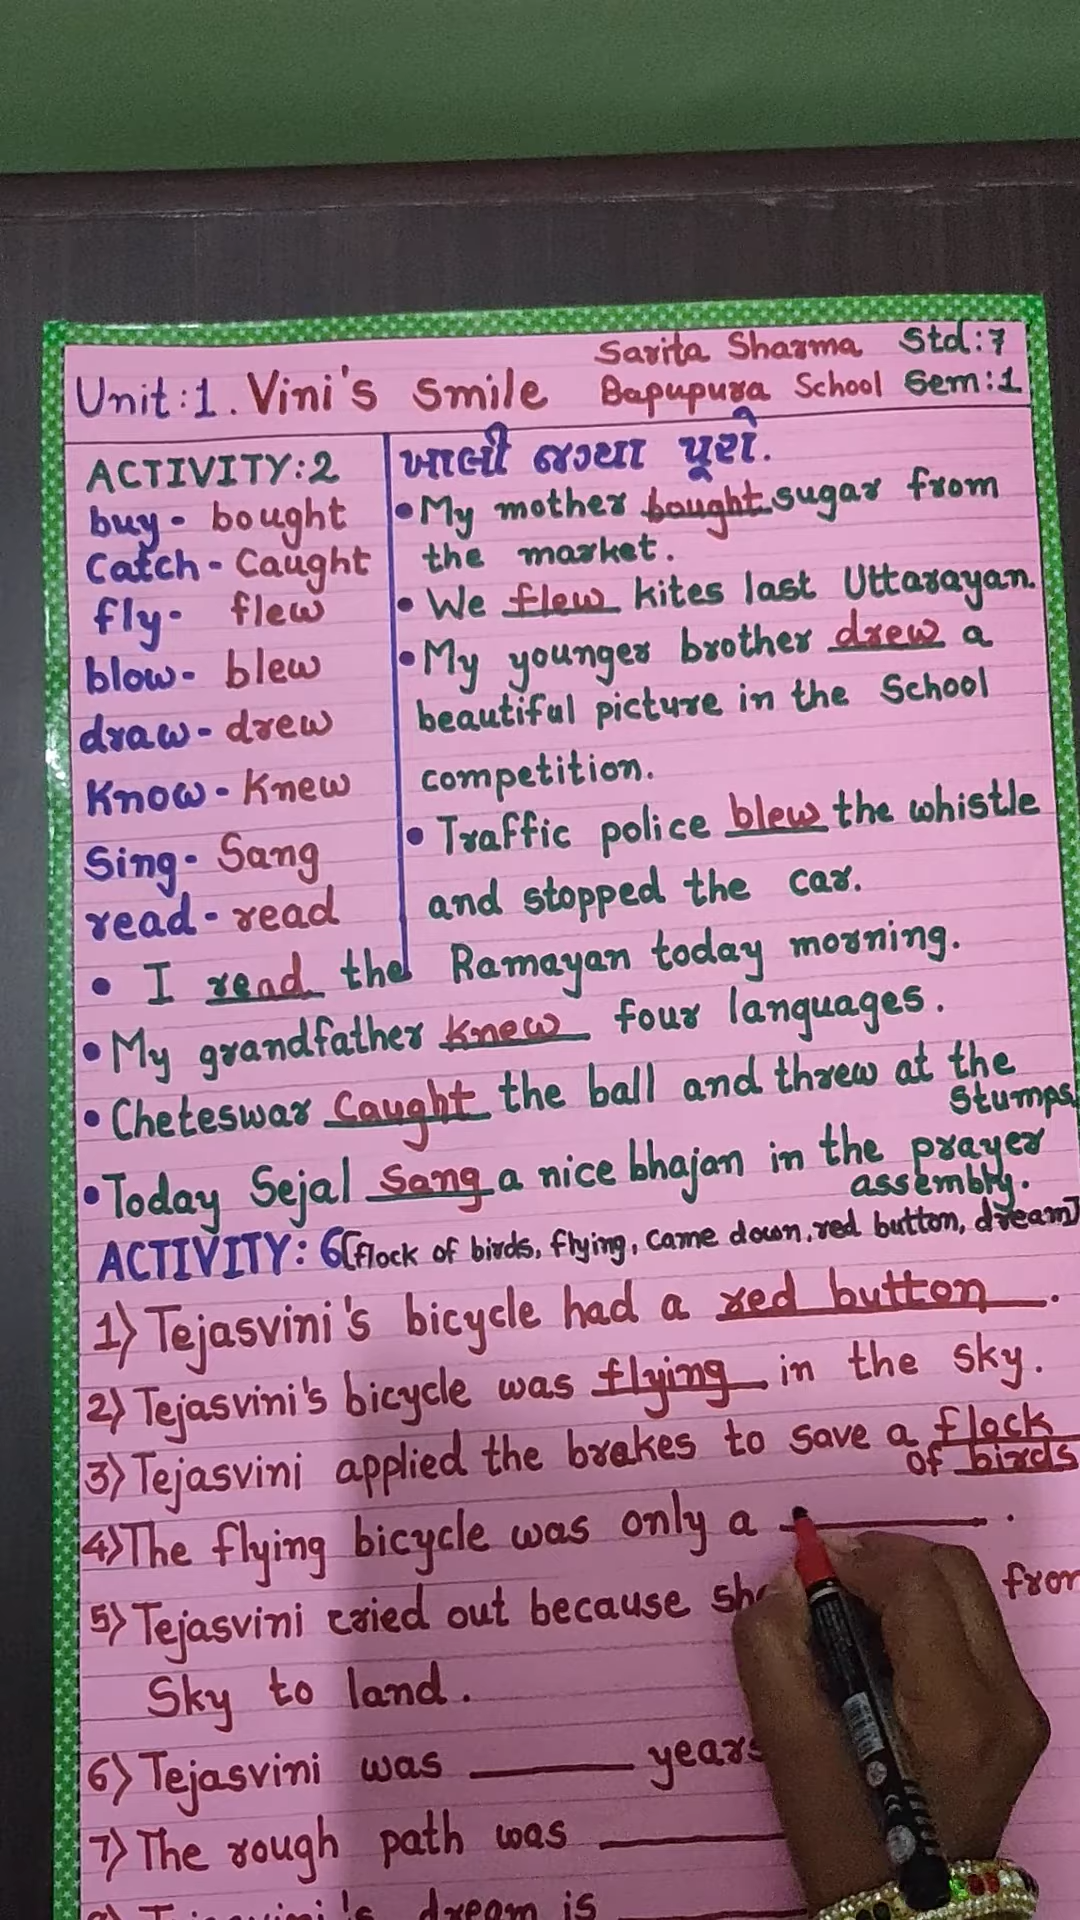 Sarita Sharma Std:7
Unit:1. Vini's Smile Bapupura School Sem:1
ACTIVITY:2
buy - bought
Catch - Caught
fly - flew
blow - blew
draw - drew
Know - Knew
Sing - Sang
read - read
ખાલી જગ્યા પૂરો.
• My mother bought sugar from
the market.
• We flew kites last Uttarayan.
• My younger brother drew a
beautiful picture in the School
competition.
• Traffic police blew the whistle
and stopped the car.
• I read the Ramayan today morning.
• My grandfather knew four languages.
• Cheteswar Caught the ball and threw at the
Stumps.
• Today Sejal Sang a nice bhajan in the prayer
assembly.
ACTIVITY: 6 [flock of birds, flying, came down, red button, dream]
1) Tejasvini's bicycle had a red button.
2) Tejasvini's bicycle was flying in the sky.
3) Tejasvini applied the brakes to save a flock
of birds
4) The flying bicycle was only a ______.
5) Tejasvini cried out because from
Sky to land.
6) Tejasvini was ______ years
7) The rough path was ______
dream is ______